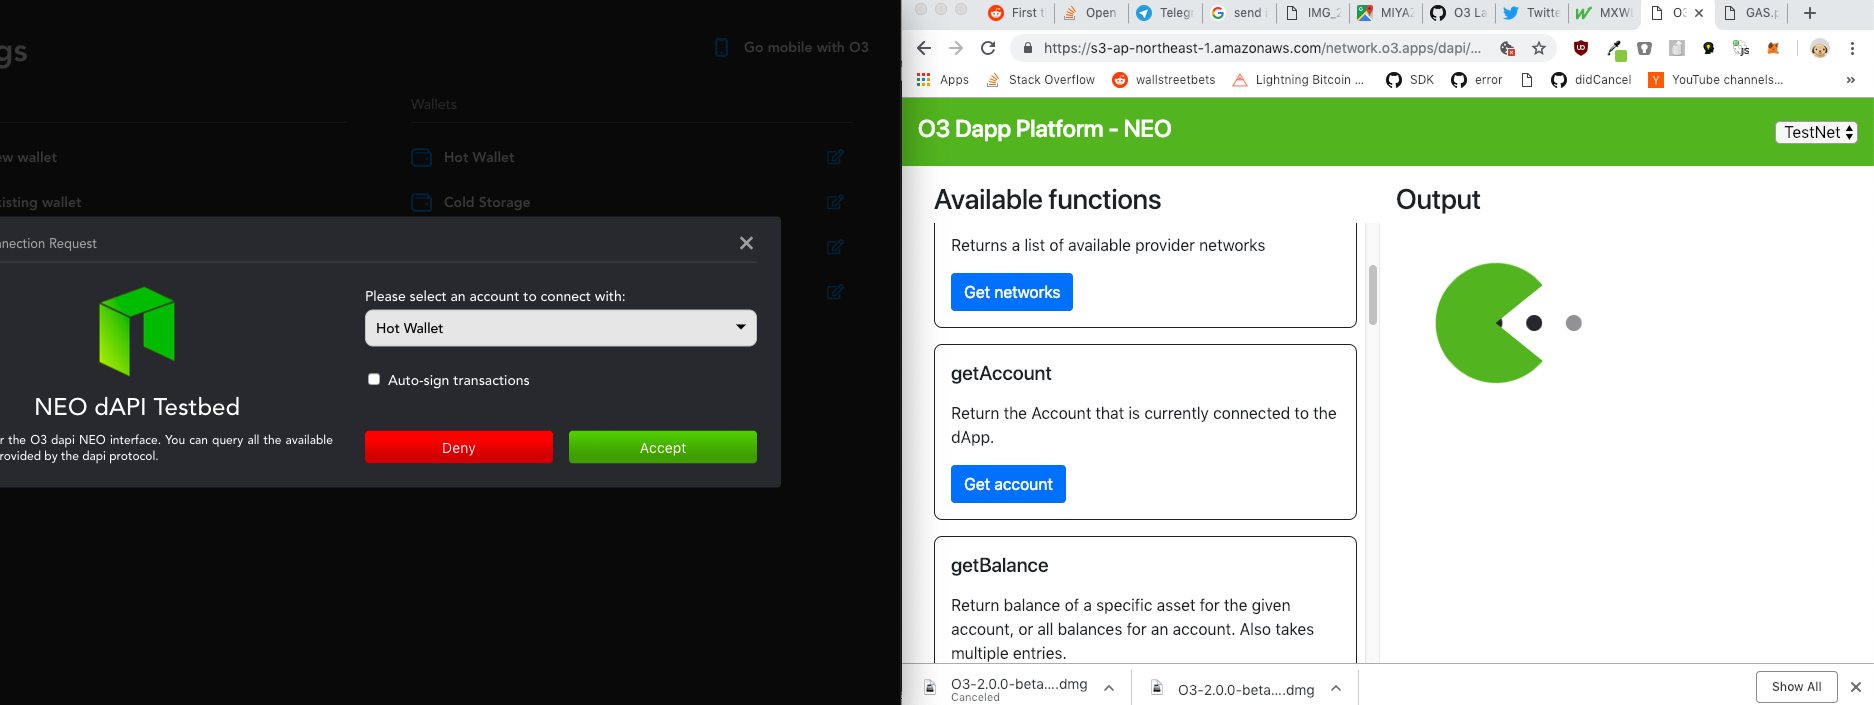 gs
Go mobile with O3
Wallets
ew wallet
Hot Wallet
isting wallet
Cold Storage
nnection Request
Please select an account to connect with:
Hot Wallet
Auto-sign transactions
NEO dAPI Testbed
r the O3 dapi NEO interface. You can query all the available
rovided by the dapi protocol.
Deny
Accept
First t
Open
Telegr
send i
IMG_2
MIYAZ
O3 La
Twitte
MXWL
O3
GAS.p
https://s3-ap-northeast-1.amazonaws.com/network.o3.apps/dapi/...
Apps
Stack Overflow
wallstreetbets
Lightning Bitcoin ...
SDK
error
didCancel
YouTube channels...
»
O3 Dapp Platform - NEO
TestNet
Available functions
Output
Returns a list of available provider networks
Get networks
getAccount
Return the Account that is currently connected to the
dApp.
Get account
getBalance
Return balance of a specific asset for the given
account, or all balances for an account. Also takes
multiple entries.
O3-2.0.0-beta....dmg
Canceled
O3-2.0.0-beta....dmg
Show All